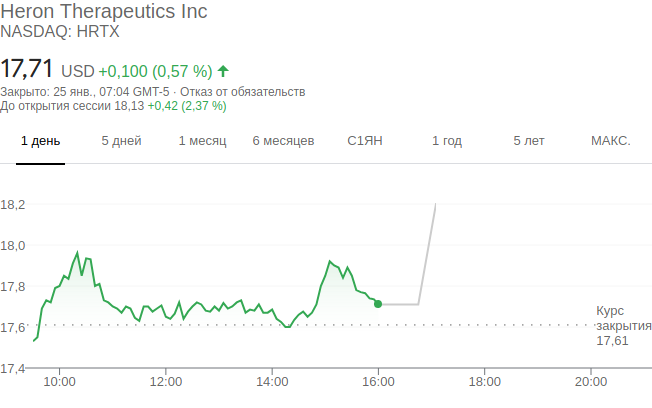 Heron Therapeutics Inc
NASDAQ: HRTX
17,71 USD +0,100 (0,57 %)
Закрыто: 25 янв., 07:04 GMT-5 · Отказ от обязательств
До открытия сессии 18,13 +0,42 (2,37 %)
1 день 5 дней 1 месяц 6 месяцев С1ЯН 1 год 5 лет МАКС.
18,2
18,0
17,8
17,6
17,4
Курс
закрытия
17,61
10:00 12:00 14:00 16:00 18:00 20:00